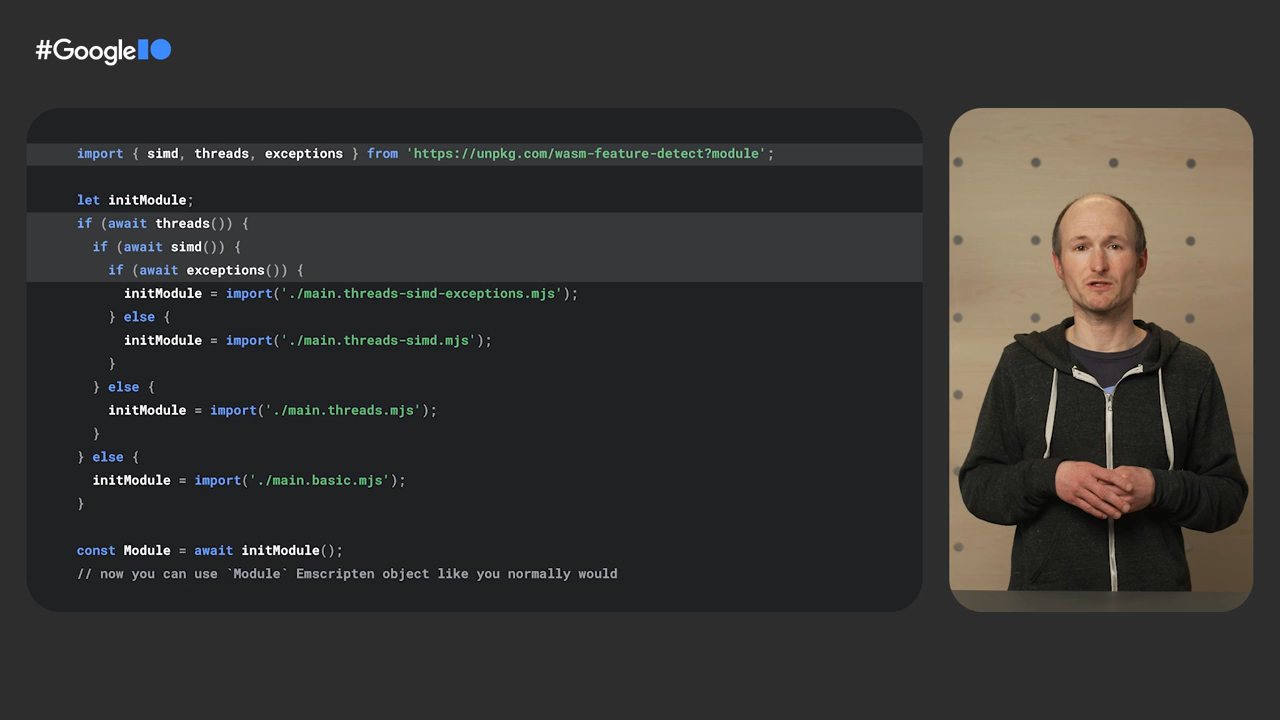 #GoogleIO
import { simd, threads, exceptions } from 'https://unpkg.com/wasm-feature-detect?module';
let initModule;
if (await threads()) {
  if (await simd()) {
    if (await exceptions()) {
      initModule = import('./main.threads-simd-exceptions.mjs');
    } else {
      initModule = import('./main.threads-simd.mjs');
    }
  } else {
    initModule = import('./main.threads.mjs');
  }
} else {
  initModule = import('./main.basic.mjs');
}
const Module = await initModule();
// now you can use `Module` Emscripten object like you normally would